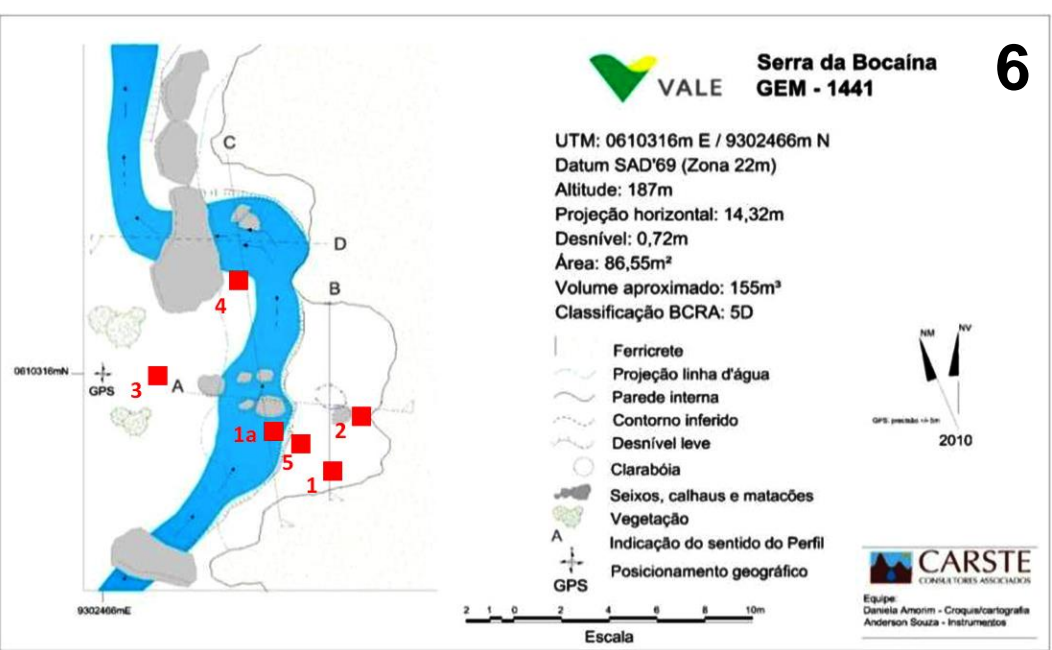 6
VALE
Serra da Bocaína
GEM - 1441
UTM: 0610316m E / 9302466m N
Datum SAD'69 (Zona 22m)
Altitude: 187m
Projeção horizontal: 14,32m
Desnível: 0,72m
Área: 86,55m²
Volume aproximado: 155m³
Classificação BCRA: 5D
Ferricrete
Projeção linha d'água
Parede interna
Contorno inferido
Desnível leve
Clarabóia
Seixos, calhaus e matacões
Vegetação
A
Indicação do sentido do Perfil
GPS
Posicionamento geográfico
NM
NV
GPS: precisão +/- 5m
2010
2 1 0 2 4 6 8 10m
Escala
CARSTE
CONSULTORES ASSOCIADOS
Equipe:
Daniela Amorim - Croquis/cartografia
Anderson Souza - Instrumentos
C
D
B
4
0610316mN
GPS
3
A
1a
2
5
1
9302466mE